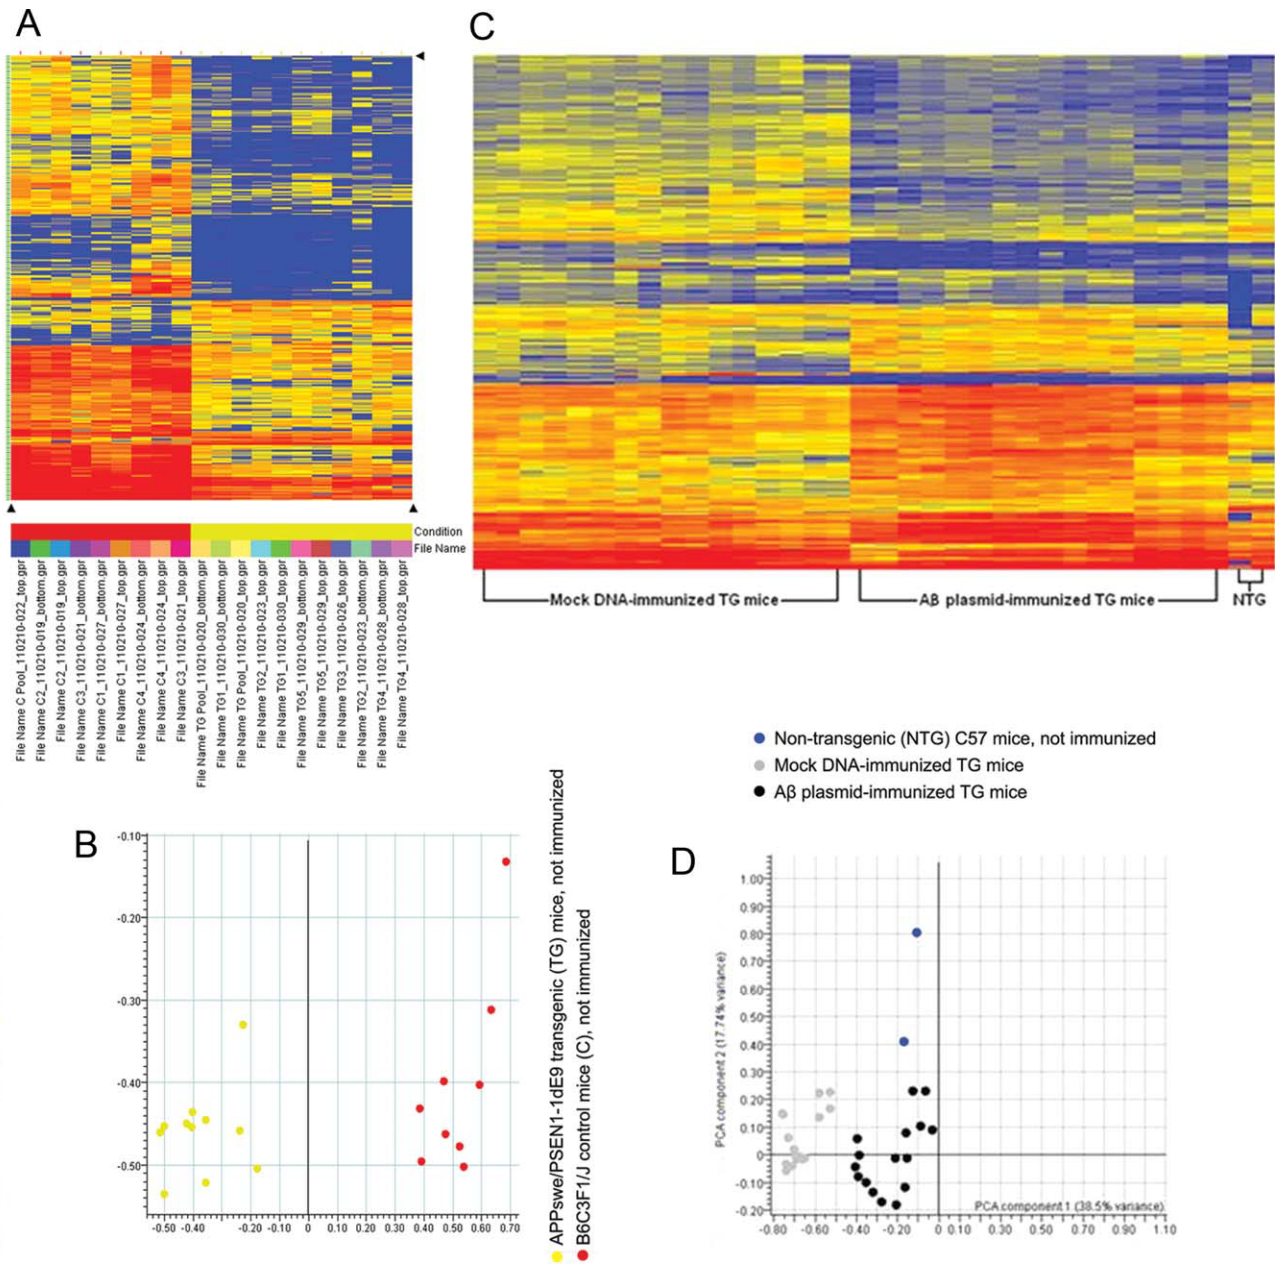 A
C
Condition
File Name
File Name C Pool_110210-022_top.gpr
File Name C2_110210-019_bottom.gpr
File Name C2_110210-019_top.gpr
File Name C3_110210-021_bottom.gpr
File Name C1_110210-027_bottom.gpr
File Name C1_110210-027_top.gpr
File Name C4_110210-024_bottom.gpr
File Name C4_110210-024_top.gpr
File Name C3_110210-021_top.gpr
File Name TG Pool_110210-020_bottom.gpr
File Name TG1_110210-030_bottom.gpr
File Name TG Pool_110210-020_top.gpr
File Name TG2_110210-023_top.gpr
File Name TG1_110210-030_top.gpr
File Name TG5_110210-029_bottom.gpr
File Name TG5_110210-029_top.gpr
File Name TG3_110210-026_top.gpr
File Name TG2_110210-023_bottom.gpr
File Name TG4_110210-028_bottom.gpr
File Name TG4_110210-028_top.gpr
Mock DNA-immunized TG mice
Aβ plasmid-immunized TG mice
NTG
Non-transgenic (NTG) C57 mice, not immunized
Mock DNA-immunized TG mice
Aβ plasmid-immunized TG mice
B
-0.10
-0.20
-0.30
-0.40
-0.50
-0.50 -0.40 -0.20 -0.10 0 0.10 0.20 0.30 0.40 0.50 0.60 0.70
APPswe/PSEN1-1dE9 transgenic (TG) mice, not immunized
B6C3F1/J control mice (C), not immunized
D
1.00
0.90
0.80
0.70
0.60
0.50
0.40
0.30
0.20
0.10
0
-0.10
-0.20
PCA component 2 (17.74% variance)
PCA component 1 (38.5% variance)
-0.80 -0.60 -0.40 -0.20 0 0.10 0.30 0.50 0.70 0.90 1.10